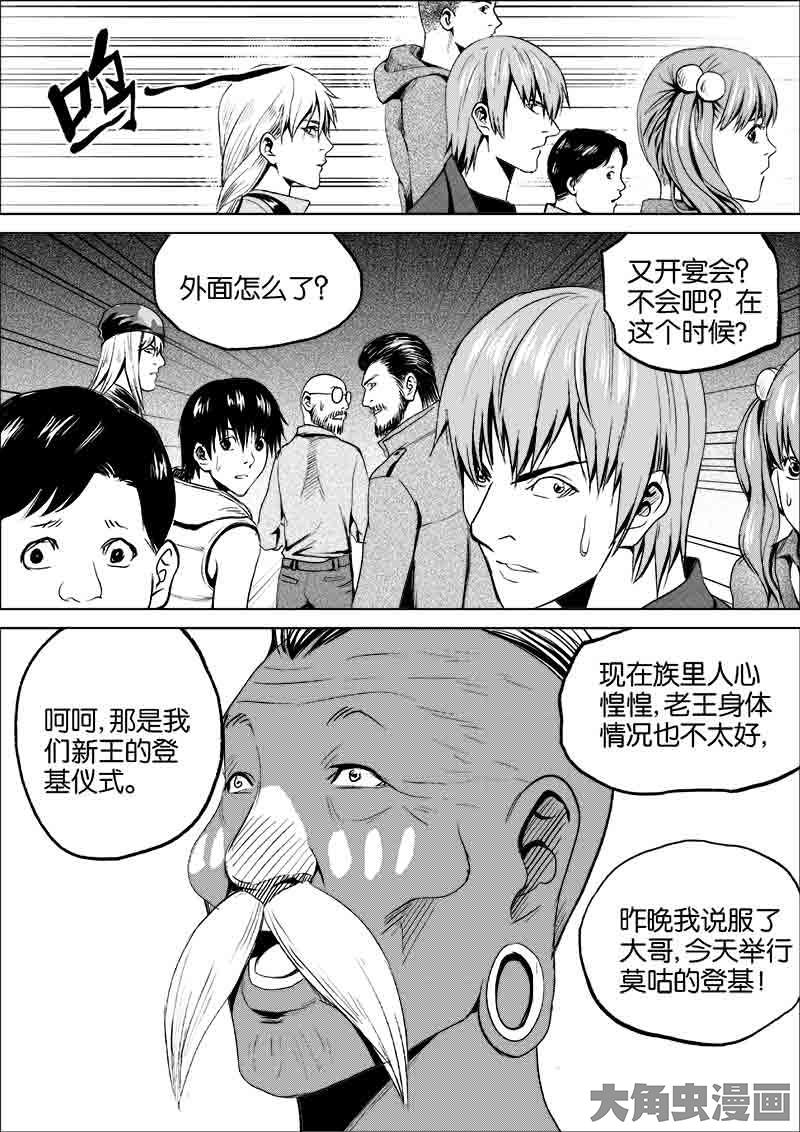 呜
外面怎么了？
又开宴会？
不会吧？在
这个时候？
呵呵，那是我
们新王的登
基仪式。
现在族里人心
惶惶，老王身体
情况也不太好，
昨晚我说服了
大哥，今天举行
莫咕的登基！
大角虫漫画